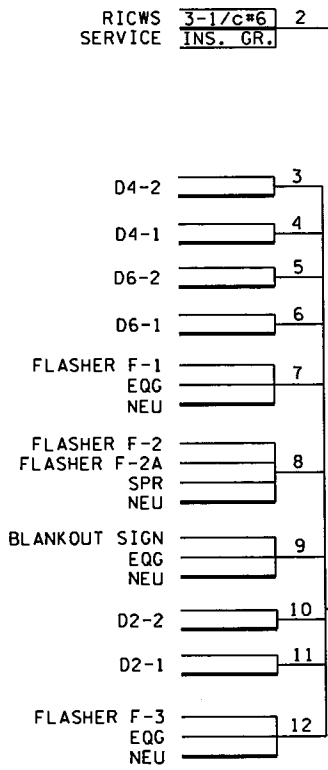 RICWS 3-1/c#6 2
SERVICE INS. GR.
D4-2 3
D4-1 4
D6-2 5
D6-1 6
FLASHER F-1 7
EQG
NEU
FLASHER F-2
FLASHER F-2A 8
SPR
NEU
BLANKOUT SIGN 9
EQG
NEU
D2-2 10
D2-1 11
FLASHER F-3 12
EQG
NEU